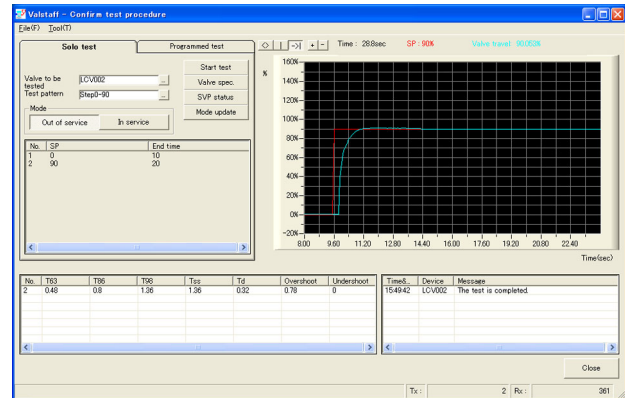 Valstaff - Confirm test procedure
File(F) Tool(T)
Solo test
Programmed test
Time : 28.8sec SP : 90% Valve travel 90.053%
Start test
Valve to be tested LCV002 ...
Valve spec.
Test pattern Step0-90 ...
SVP status
Mode
Mode update
Out of service In service
No. SP End time
1 0 10
2 90 20
%
160%
140%
120%
100%
80%
60%
40%
20%
0%
-20%
8.00 9.60 11.20 12.80 14.40 16.00 17.60 19.20 20.80 22.40
Time(sec)
No. T63 T86 T98 Tss Td Overshoot Undershoot
2 0.48 0.8 1.36 1.36 0.32 0.78 0
Time&... Device Message
15:49:42 LCV002 The test is completed.
Close
Tx : 2 Rx : 361